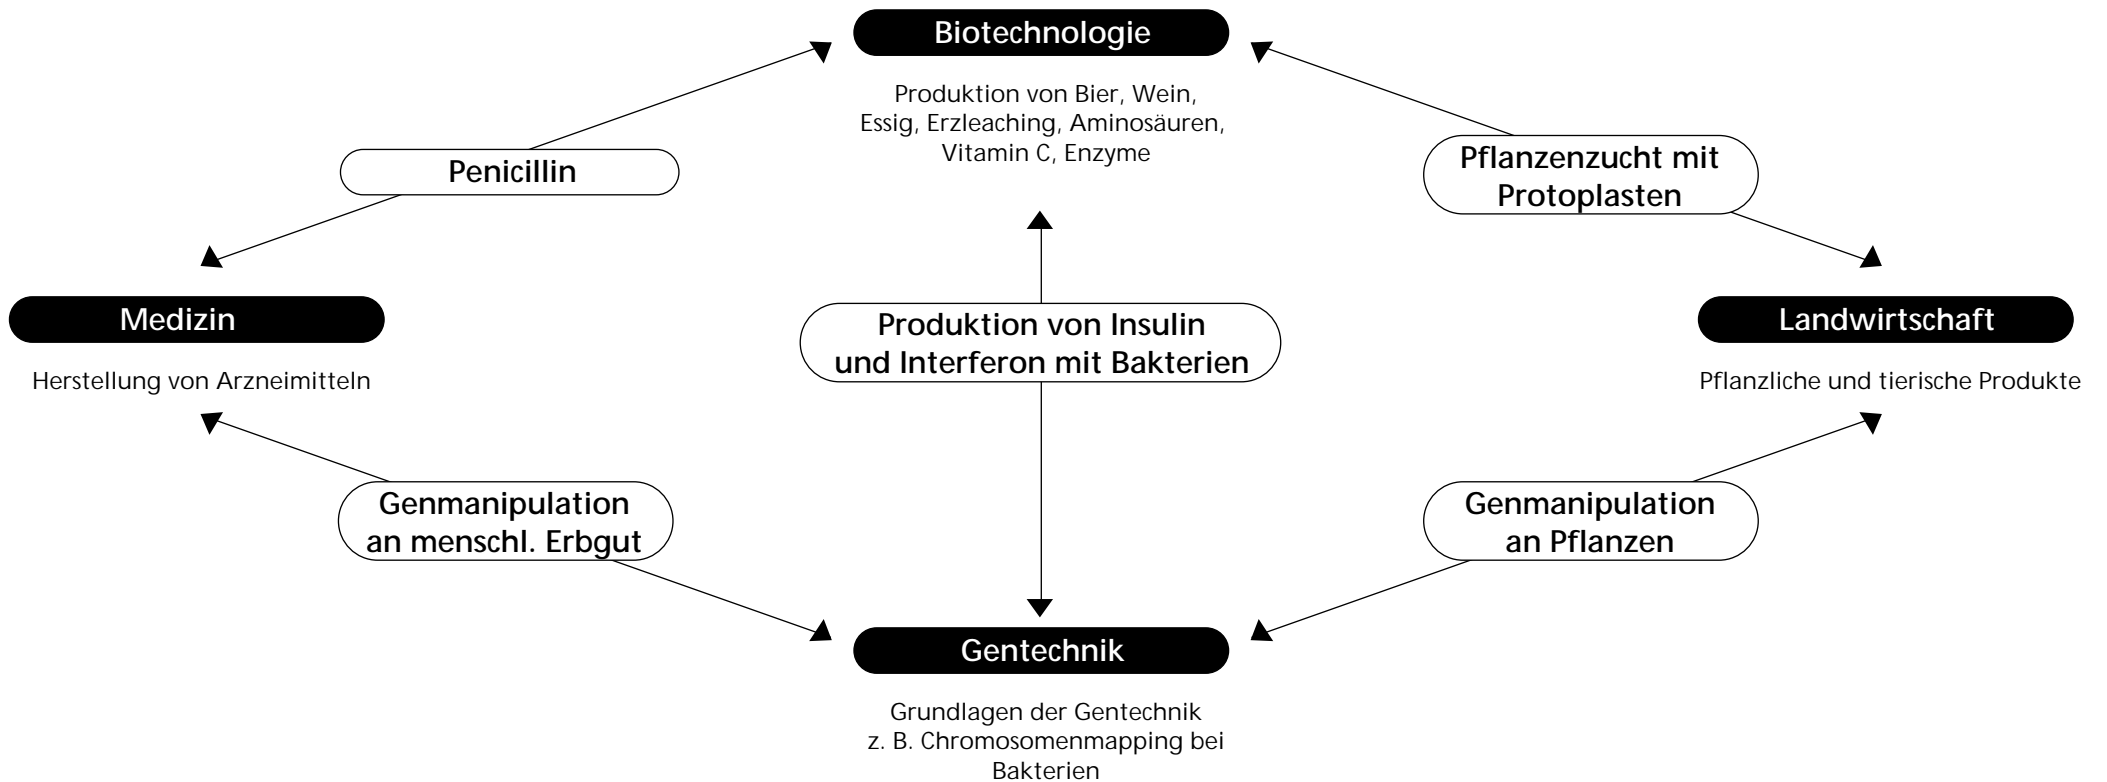 Biotechnologie
Produktion von Bier, Wein,
Essig, Erzleaching, Aminosäuren,
Vitamin C, Enzyme
Penicillin
Pflanzenzucht mit
Protoplasten
Medizin
Herstellung von Arzneimitteln
Produktion von Insulin
und Interferon mit Bakterien
Landwirtschaft
Pflanzliche und tierische Produkte
Genmanipulation
an menschl. Erbgut
Genmanipulation
an Pflanzen
Gentechnik
Grundlagen der Gentechnik
z. B. Chromosomenmapping bei
Bakterien